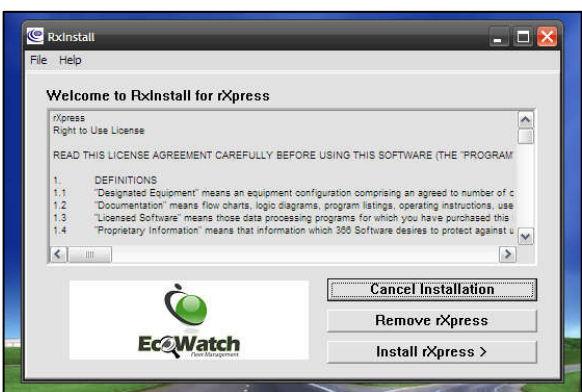 RxInstall
File Help
Welcome to RxInstall for rXpress
rXpress
Right to Use License
READ THIS LICENSE AGREEMENT CAREFULLY BEFORE USING THIS SOFTWARE (THE "PROGRAM"
1. DEFINITIONS
1.1 "Designated Equipment" means an equipment configuration comprising an agreed to number of c
1.2 "Documentation" means flow charts, logic diagrams, program listings, operating instructions, use
1.3 "Licensed Software" means those data processing programs for which you have purchased this
1.4 "Proprietary Information" means that information which 366 Software desires to protect against u
Cancel Installation
EcoWatch
Fleet Management
Remove rXpress
Install rXpress >